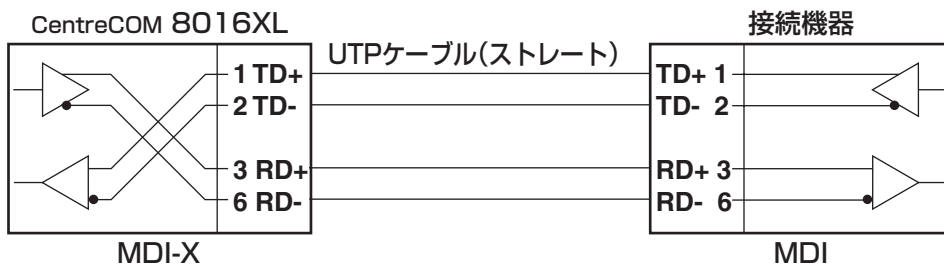 CentreCOM 8016XL
接続機器
UTPケーブル(ストレート)
1 TD+
2 TD-
3 RD+
6 RD-
TD+ 1
TD- 2
RD+ 3
RD- 6
MDI-X
MDI